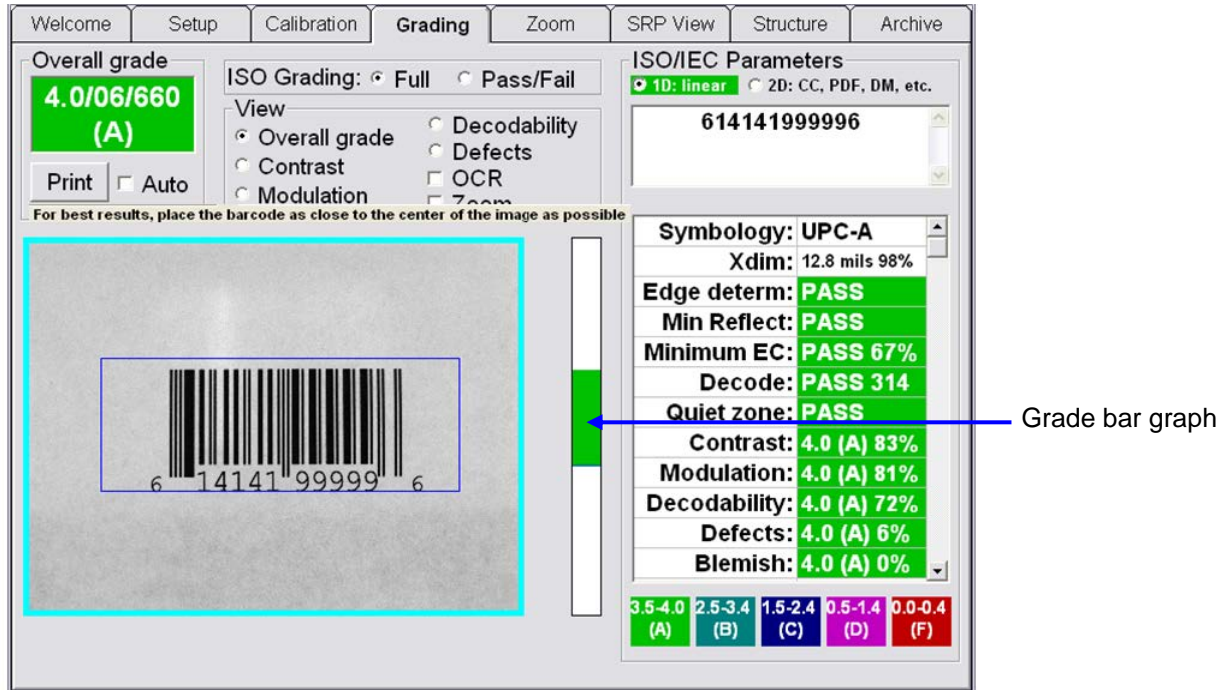 Welcome
Setup
Calibration
Grading
Zoom
SRP View
Structure
Archive
Overall grade
4.0/06/660
(A)
Print
Auto
ISO Grading: Full Pass/Fail
View
Overall grade
Contrast
Modulation
Decodability
Defects
OCR
Zoom
For best results, place the barcode as close to the center of the image as possible
6 14141 99999 6
ISO/IEC Parameters
1D: linear 2D: CC, PDF, DM, etc.
614141999996
Symbology: UPC-A
Xdim: 12.8 mils 98%
Edge determ: PASS
Min Reflect: PASS
Minimum EC: PASS 67%
Decode: PASS 314
Quiet zone: PASS
Contrast: 4.0 (A) 83%
Modulation: 4.0 (A) 81%
Decodability: 4.0 (A) 72%
Defects: 4.0 (A) 6%
Blemish: 4.0 (A) 0%
3.5-4.0 (A)
2.5-3.4 (B)
1.5-2.4 (C)
0.5-1.4 (D)
0.0-0.4 (F)
Grade bar graph